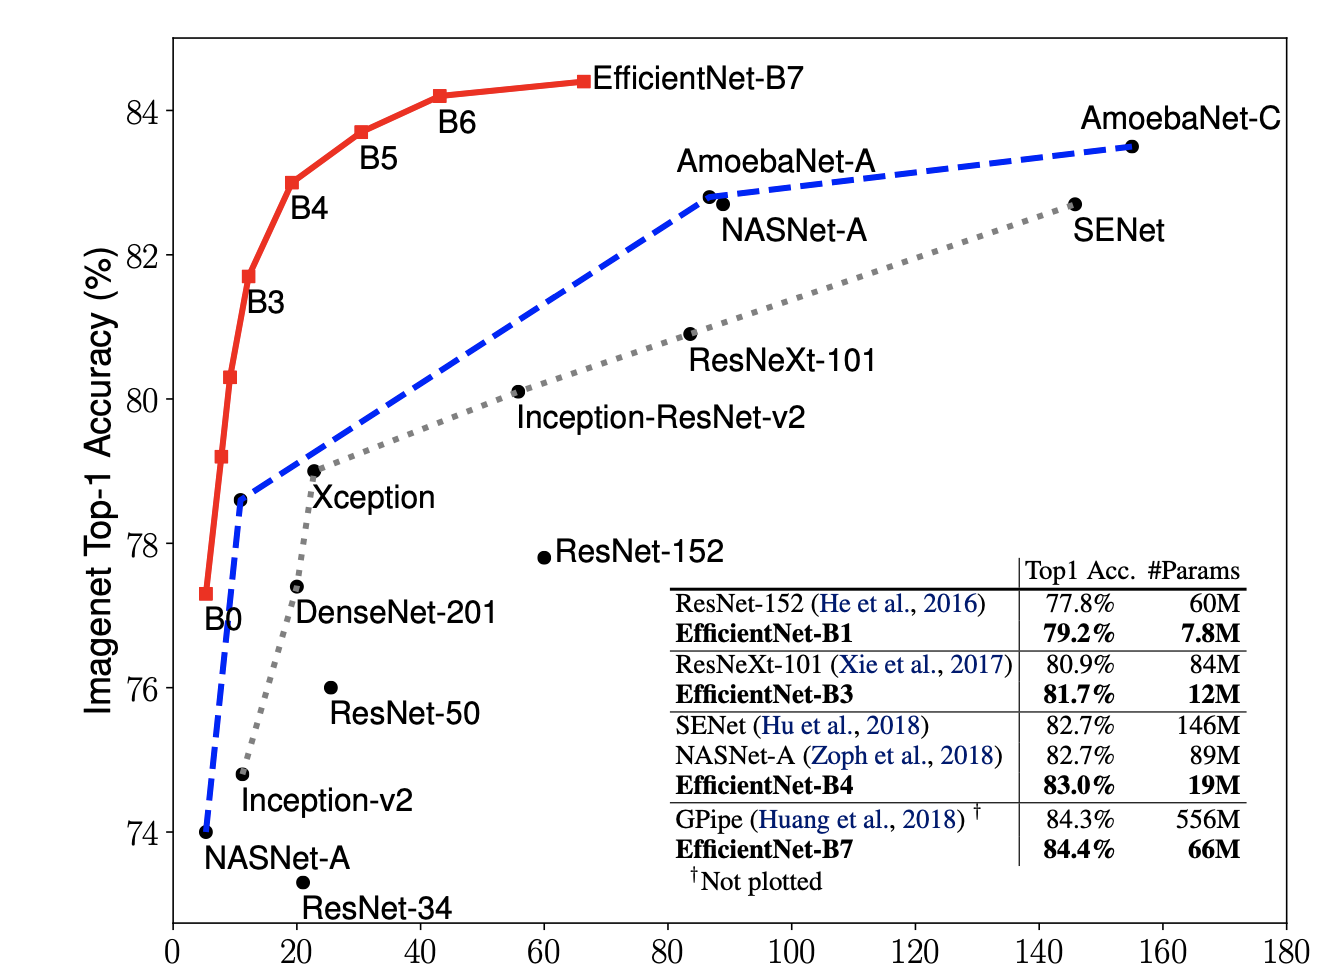 EfficientNet-B7
84
AmoebaNet-C
B6
AmoebaNet-A
B5
B4
NASNet-A
SENet
82
B3
ResNeXt-101
80
Inception-ResNet-v2
Imagenet Top-1 Accuracy (%)
Xception
78
ResNet-152
B0
DenseNet-201
76
ResNet-50
Inception-v2
74
NASNet-A
ResNet-34
Top1 Acc. #Params
ResNet-152 (He et al., 2016) 77.8% 60M
EfficientNet-B1 79.2% 7.8M
ResNeXt-101 (Xie et al., 2017) 80.9% 84M
EfficientNet-B3 81.7% 12M
SENet (Hu et al., 2018) 82.7% 146M
NASNet-A (Zoph et al., 2018) 82.7% 89M
EfficientNet-B4 83.0% 19M
GPipe (Huang et al., 2018) † 84.3% 556M
EfficientNet-B7 84.4% 66M
†Not plotted
0 20 40 60 80 100 120 140 160 180